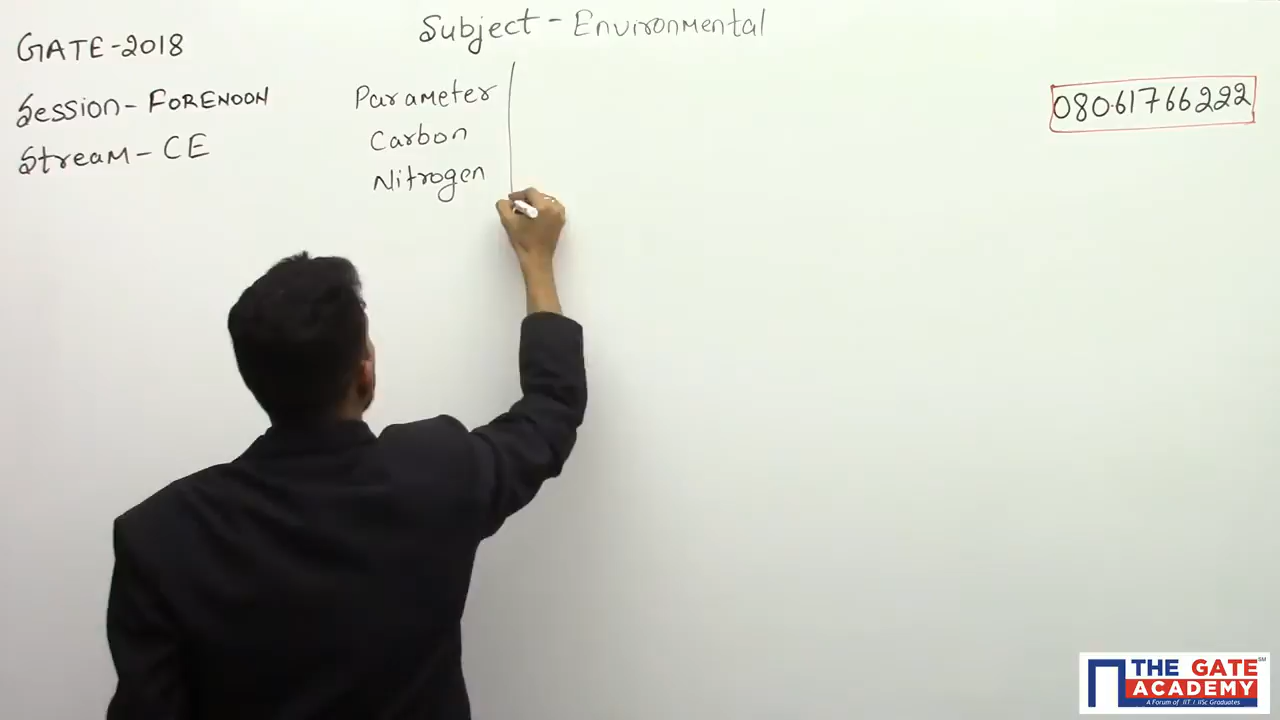 Subject - Environmental
GATE-2018
Session - FORENOON
Stream - CE
Parameter
Carbon
Nitrogen
08061766222
THE GATE
ACADEMY
A Forum of IIT / IISc Graduates